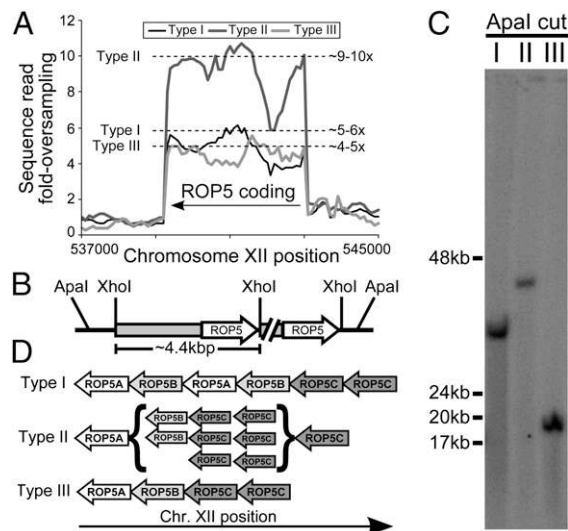 A
Type I Type II Type III
Sequence read
fold-oversampling
12
10
8
6
4
2
0
Type II
~9-10x
Type I
~5-6x
Type III
~4-5x
ROP5 coding
537000
545000
Chromosome XII position
B
ApaI
XhoI
XhoI
XhoI
ApaI
ROP5
ROP5
~4.4kbp
D
Type I
ROP5A ROP5B ROP5A ROP5B ROP5C ROP5C
Type II
ROP5A
{
ROP5B ROP5C ROP5C
ROP5B ROP5C ROP5C
ROP5C ROP5C
}
ROP5C
Type III
ROP5A ROP5B ROP5C ROP5C
Chr. XII position
C
ApaI cut
I II III
48kb
24kb
20kb
17kb